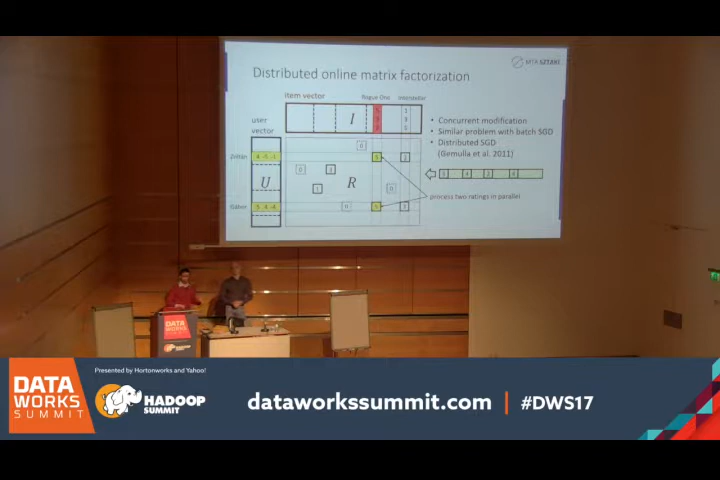 Distributed online matrix factorization
MTA SZTAKI
item vector
Rogue One
Interstellar
user
vector
I
• Concurrent modification
• Similar problem with batch SGD
• Distributed SGD
(Gemulla et al. 2011)
Zoltán
U
R
process two ratings in parallel
Gábor
DATA
WORKS
SUMMIT
Presented by Hortonworks and Yahoo!
HADOOP
SUMMIT
dataworkssummit.com
#DWS17